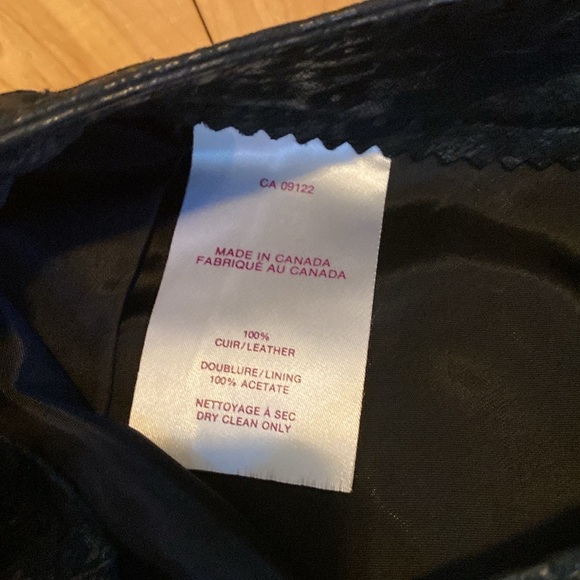 CA 09122
MADE IN CANADA
FABRIQUÉ AU CANADA
100%
CUIR/LEATHER
DOUBLURE/LINING
100% ACETATE
NETTOYAGE À SEC
DRY CLEAN ONLY